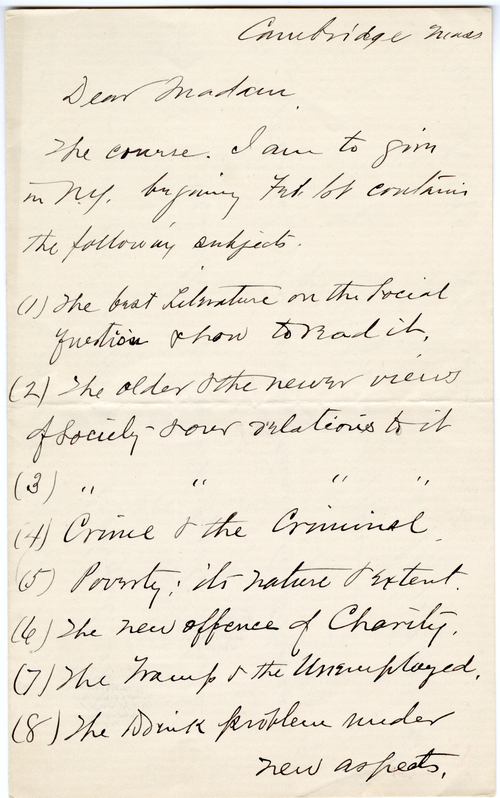 Cambridge Mass
Dear Madam.
The course. I am to give
in N.Y. begining Feb 1st contains
the following subjects.
(1) The best Literature on the Social
Question & how to read it.
(2) The older & the newer views
of Society & our relations to it
(3) " " " "
(4) Crime & the Criminal.
(5) Poverty: its nature & Extent.
(6) The new offence of Charity.
(7) The Tramp & the Unemployed.
(8) The Drink problem under
new aspects.